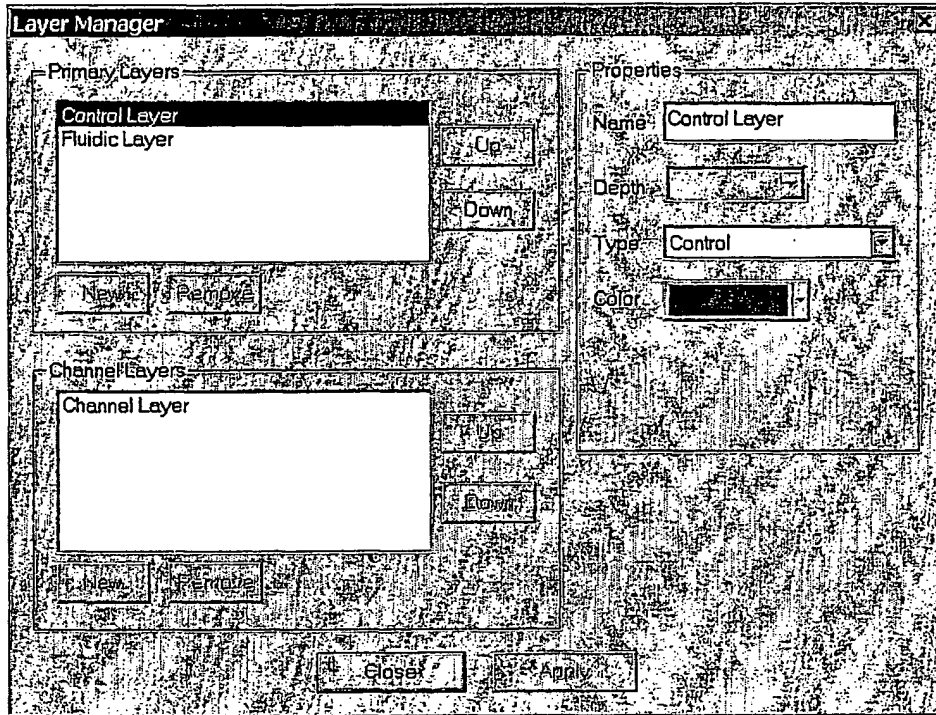 Layer Manager
Primary Layers
Control Layer
Fluidic Layer
Up
Down
New
Remove
Channel Layers
Channel Layer
Up
Down
New
Remove
Properties
Name
Control Layer
Depth
Type
Control
Color
Close
Apply